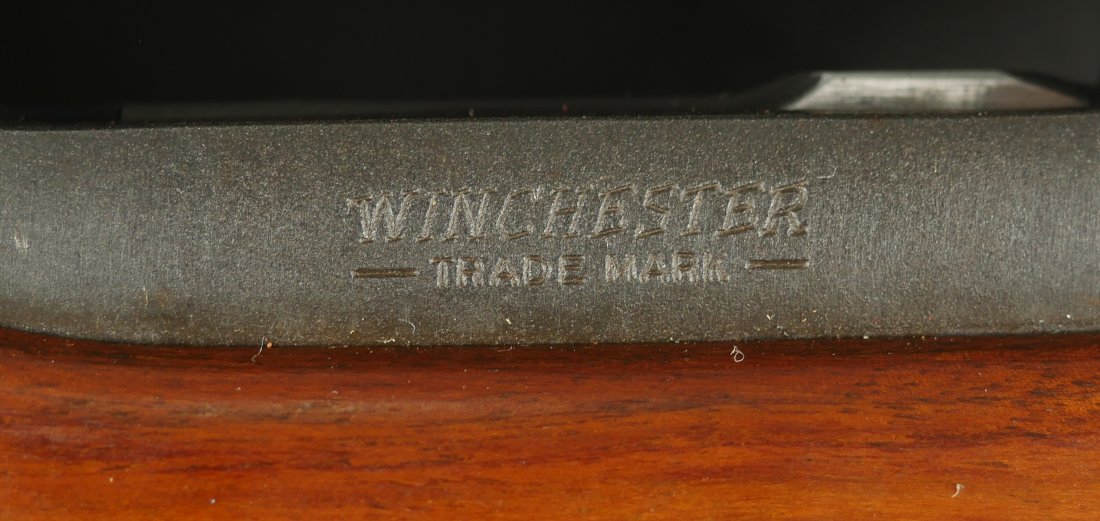 WINCHESTER
— TRADE MARK —